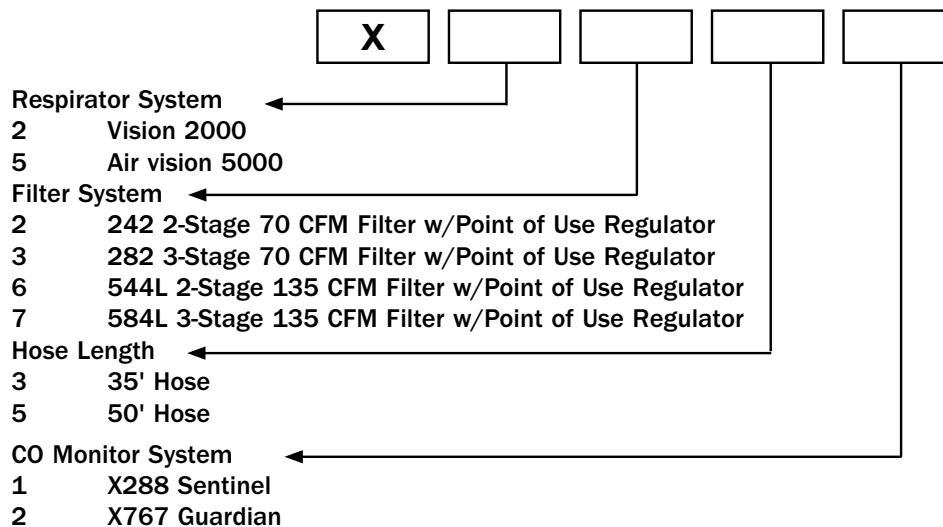 X
Respirator System
2 Vision 2000
5 Air vision 5000
Filter System
2 242 2-Stage 70 CFM Filter w/Point of Use Regulator
3 282 3-Stage 70 CFM Filter w/Point of Use Regulator
6 544L 2-Stage 135 CFM Filter w/Point of Use Regulator
7 584L 3-Stage 135 CFM Filter w/Point of Use Regulator
Hose Length
3 35' Hose
5 50' Hose
CO Monitor System
1 X288 Sentinel
2 X767 Guardian